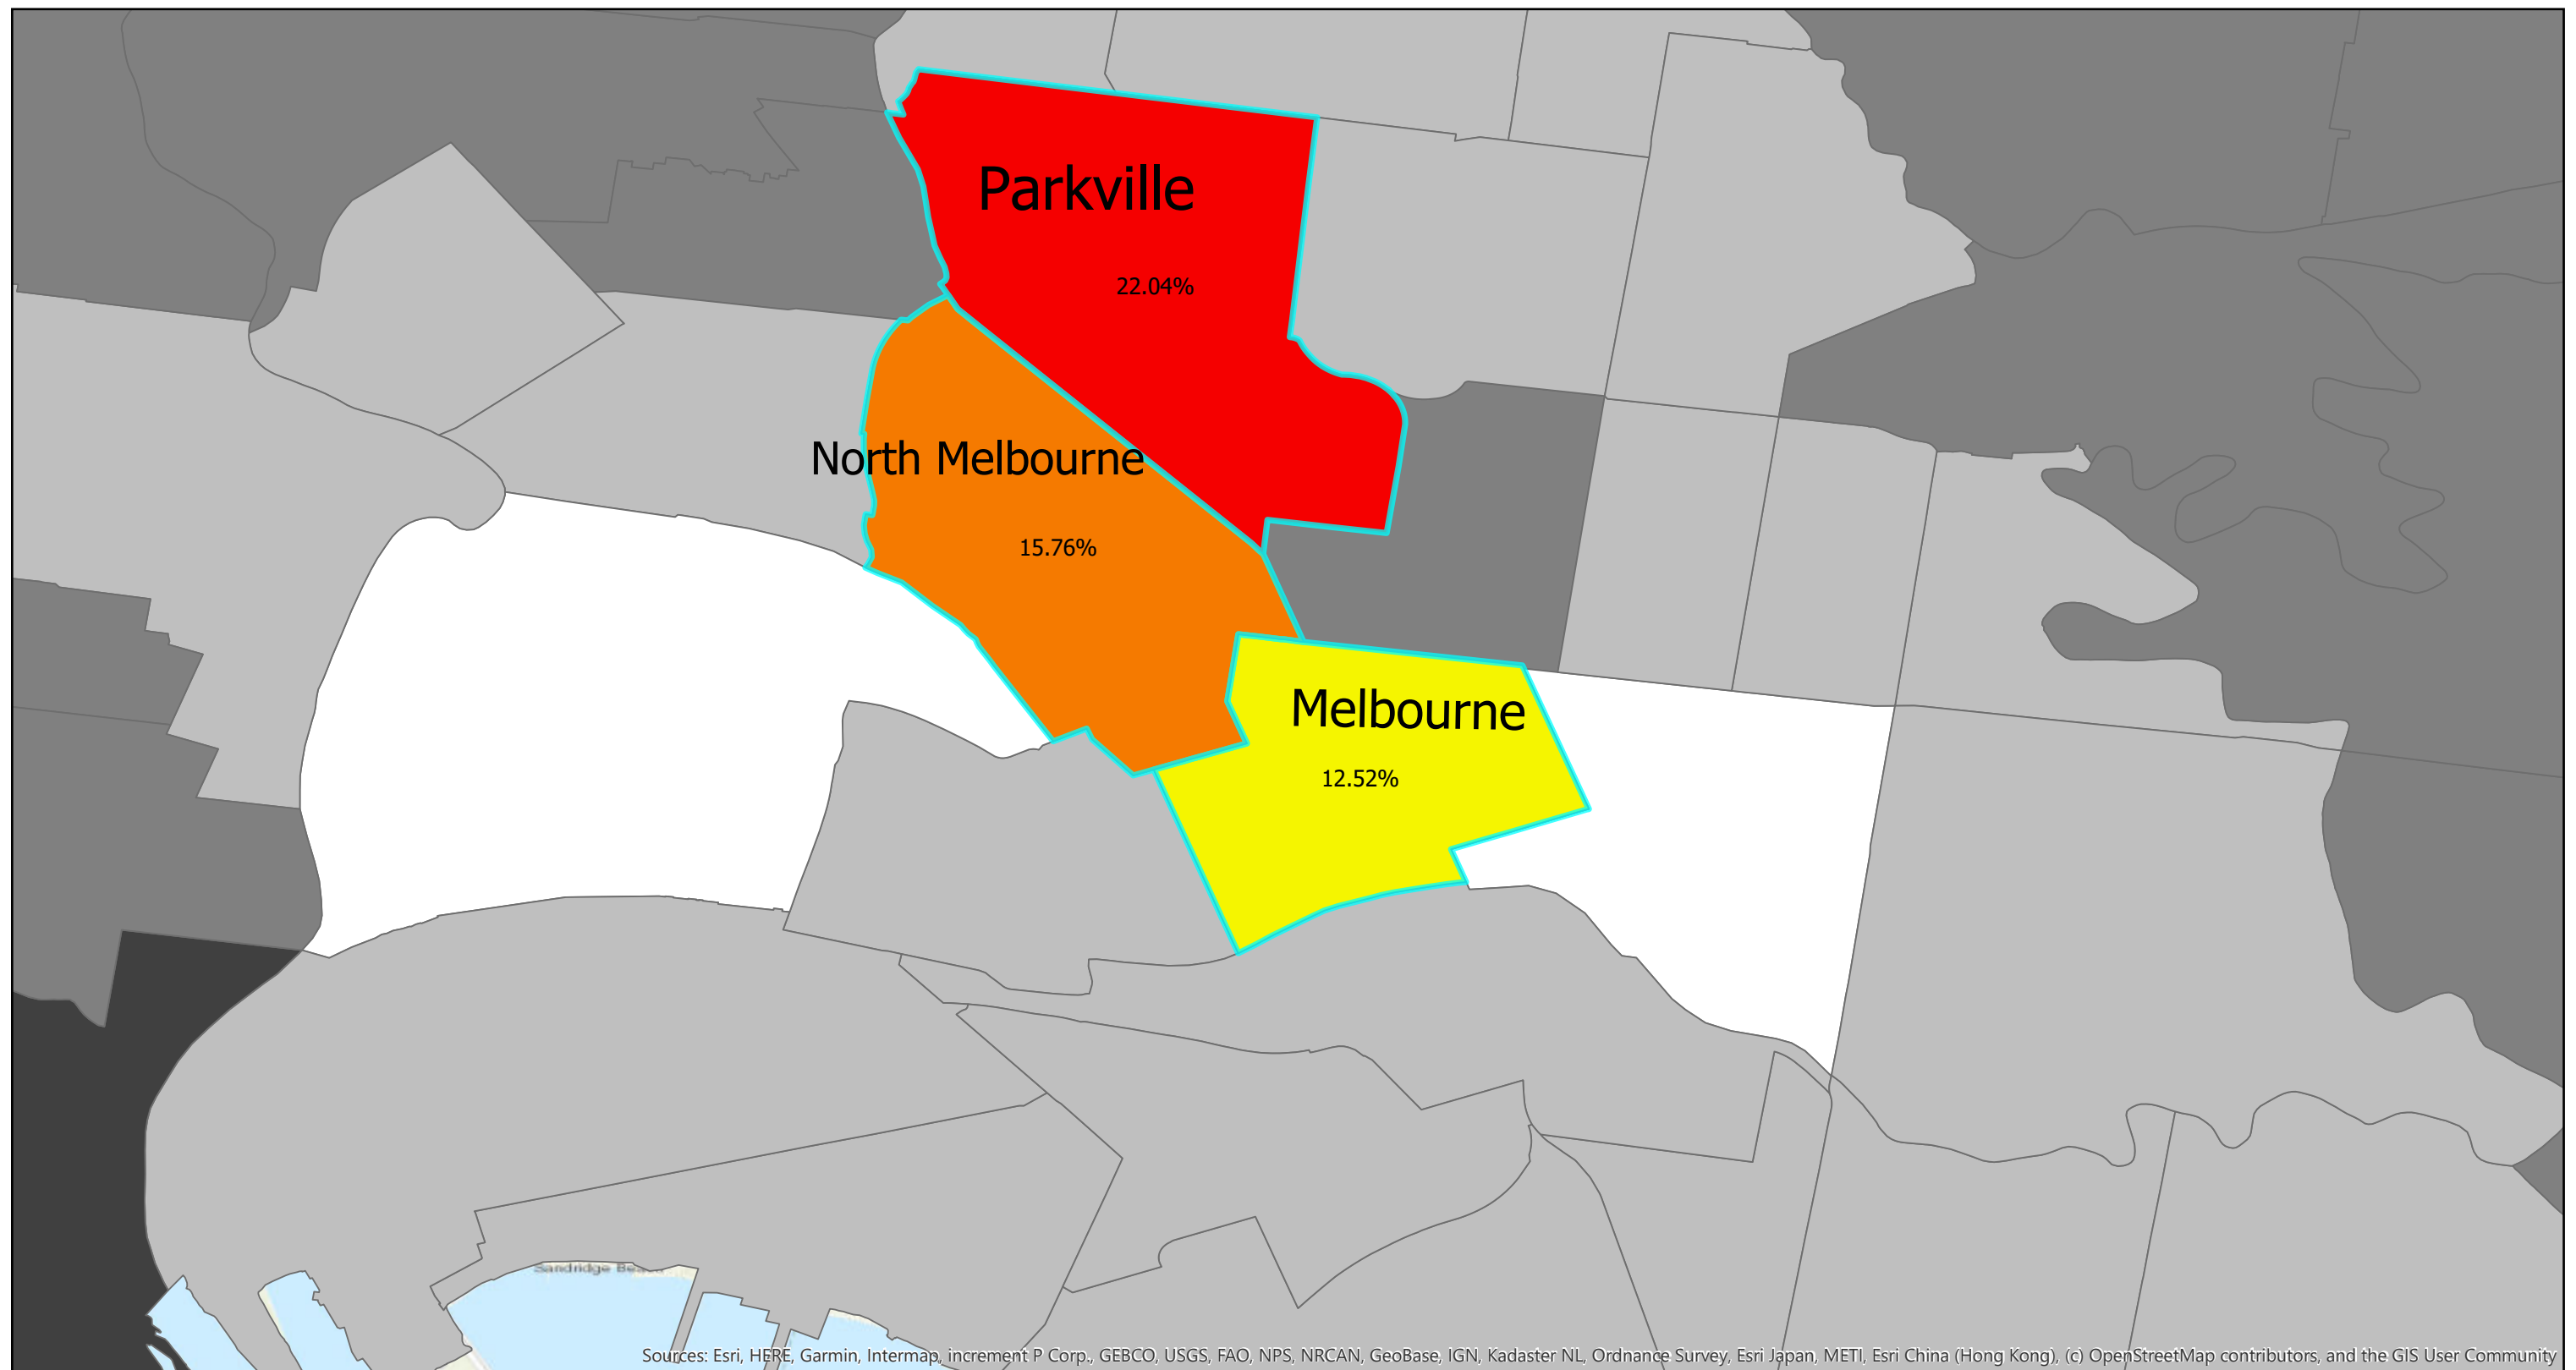 Parkville
22.04%
North Melbourne
15.76%
Melbourne
12.52%
Sandridge
Sources: Esri, HERE, Garmin, Intermap, increment P Corp., GEBCO, USGS, FAO, NPS, NRCAN, GeoBase, IGN, Kadaster NL, Ordnance Survey, Esri Japan, METI, Esri China (Hong Kong), (c) OpenStreetMap contributors, and the GIS User Community